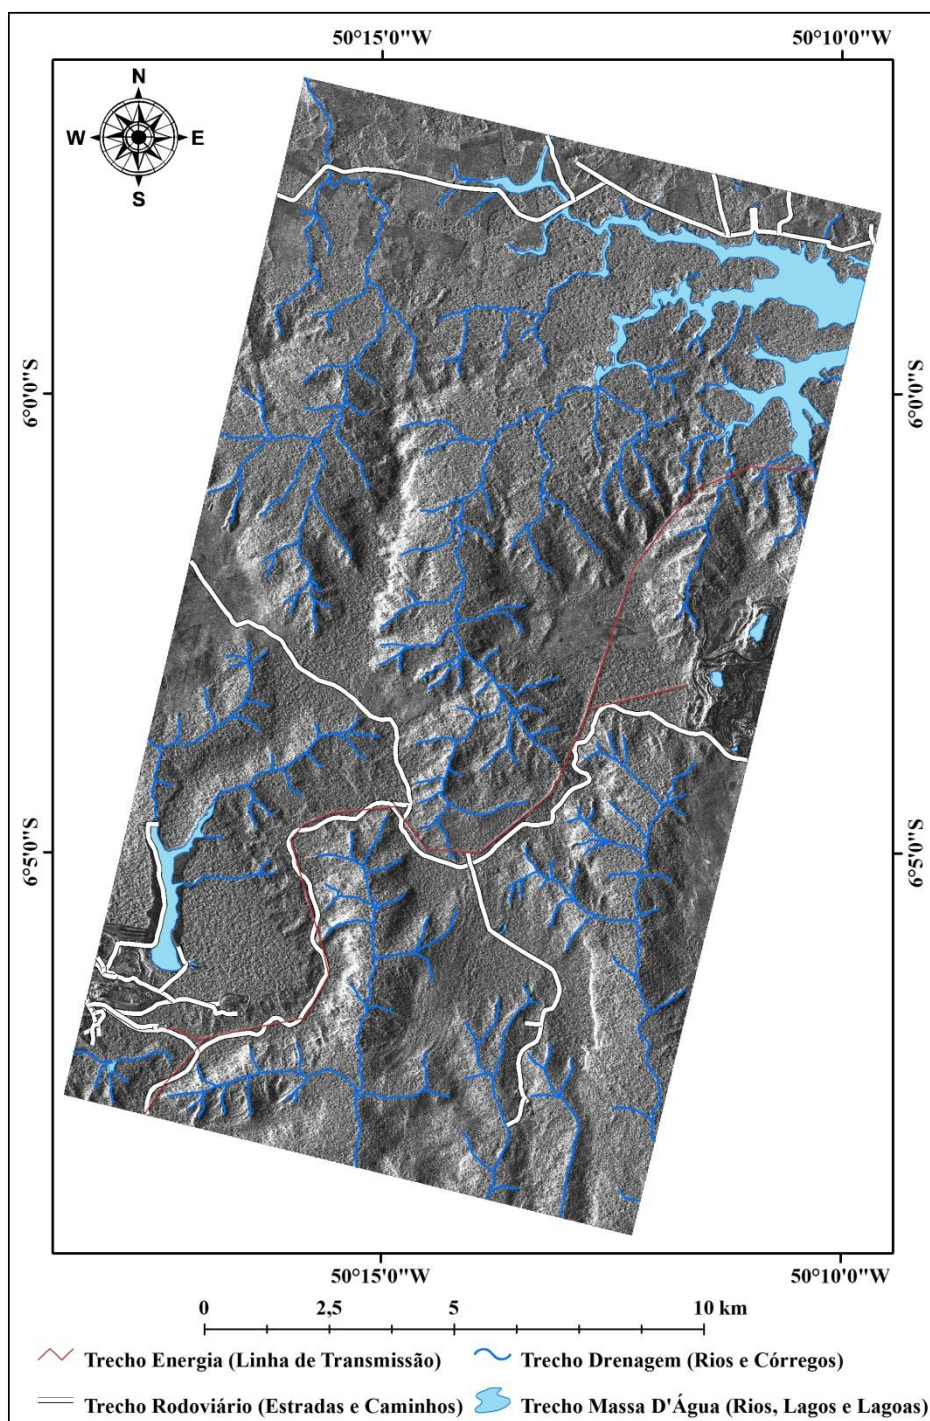 50°15'0"W 50°10'0"W
N
W E
S
6°0'0"S 6°0'0"S
6°5'0"S 6°5'0"S
50°15'0"W 50°10'0"W
0 2,5 5 10 km
Trecho Energia (Linha de Transmissão) Trecho Drenagem (Rios e Córregos)
Trecho Rodoviário (Estradas e Caminhos) Trecho Massa D'Água (Rios, Lagos e Lagoas)